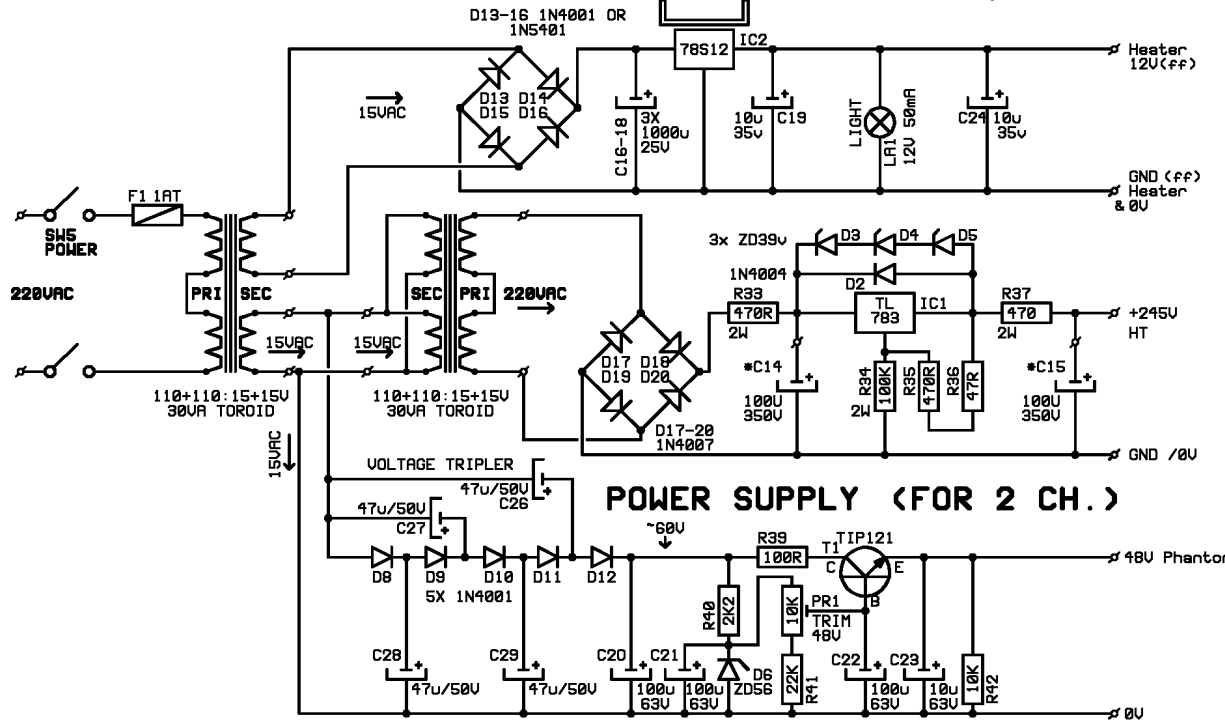 D13-16 1N4001 OR
1N5401
78S12
IC2
Heater
12V(ff)
15VAC
D13 D14
D15 D16
C16-18
3X
1000u
25V
10u
35v
C19
LIGHT
LA1
12V 50mA
C24 10u
35v
GND (ff)
Heater
& 0V
F1 1AT
SW5
POWER
220VAC
PRI SEC
15VAC
15VAC
110+110:15+15V
30VA TOROID
SEC PRI
220VAC
110+110:15+15V
30VA TOROID
D17 D18
D19 D20
D17-20
1N4007
3x ZD39v
D3
D4
D5
1N4004
D2
R33
470R
2W
TL
783
IC1
R37
470
2W
+245V
HT
*C14
100U
350V
R34
100K
2W
R35
470R
R36
47R
*C15
100U
350V
GND /0V
15VAC
VOLTAGE TRIPLER
47u/50V
C26
47u/50V
C27
POWER SUPPLY (FOR 2 CH.)
~60V
D8
D9
D10
D11
D12
5X 1N4001
R39
100R
T1
TIP121
C
E
B
48V Phantom
R40
2K2
10K
PR1
TRIM
48V
C28
47u/50V
C29
47u/50V
C20
100u
63V
C21
100u
63V
D6
ZD56
22K
R41
C22
100u
63V
C23
10u
63V
10K
R42
0V